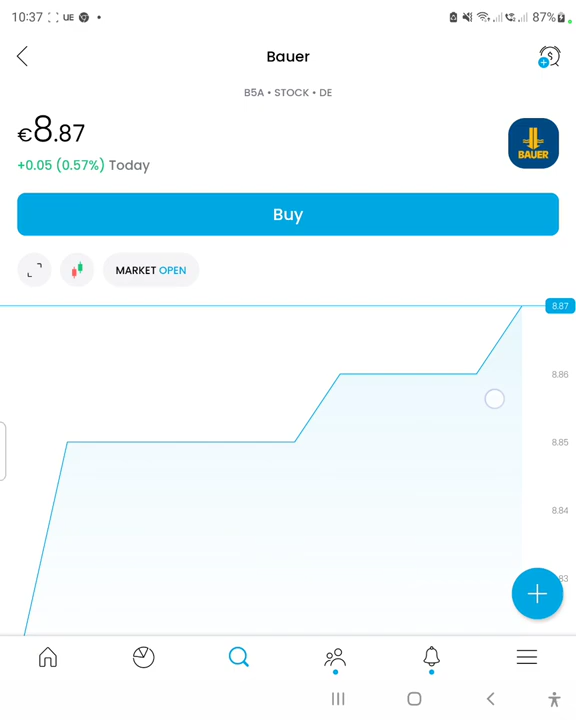 10:37 UE 87%
Bauer
B5A • STOCK • DE
€8.87
+0.05 (0.57%) Today
BAUER
Buy
MARKET OPEN
8.87
8.86
8.85
8.84
83